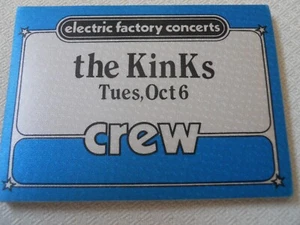 electric factory concerts
the KinKs
Tues,Oct 6
crew